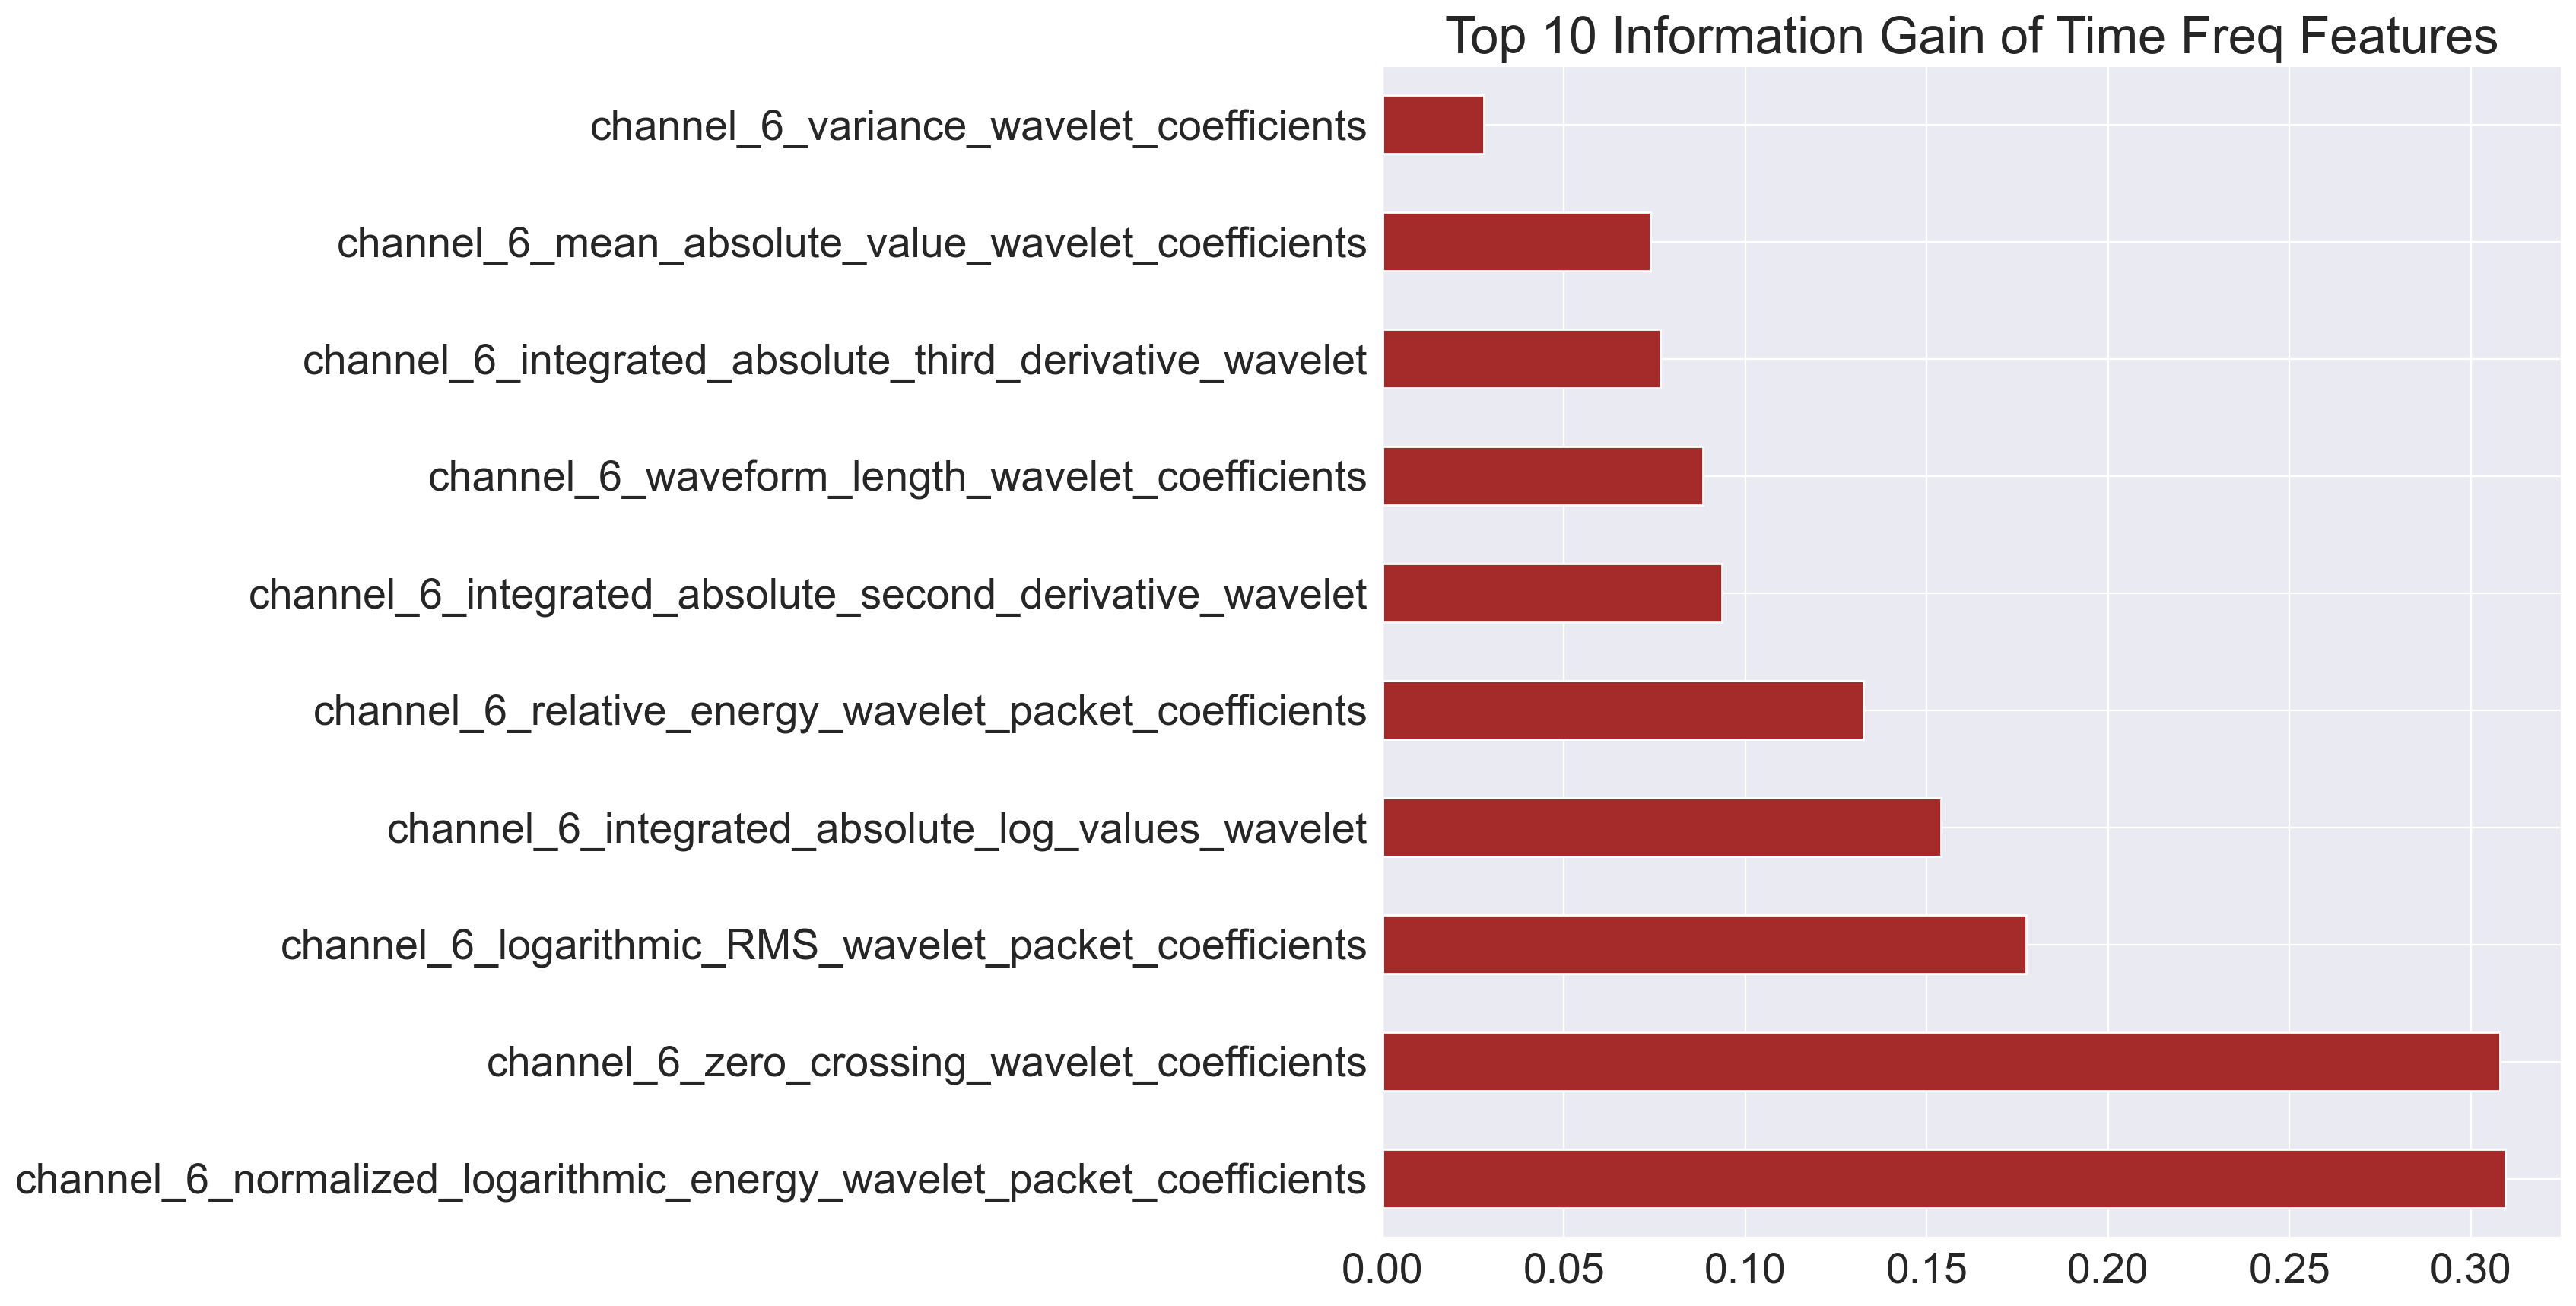 Top 10 Information Gain of Time Freq Features
channel_6_variance_wavelet_coefficients
channel_6_mean_absolute_value_wavelet_coefficients
channel_6_integrated_absolute_third_derivative_wavelet
channel_6_waveform_length_wavelet_coefficients
channel_6_integrated_absolute_second_derivative_wavelet
channel_6_relative_energy_wavelet_packet_coefficients
channel_6_integrated_absolute_log_values_wavelet
channel_6_logarithmic_RMS_wavelet_packet_coefficients
channel_6_zero_crossing_wavelet_coefficients
channel_6_normalized_logarithmic_energy_wavelet_packet_coefficients
0.00 0.05 0.10 0.15 0.20 0.25 0.30